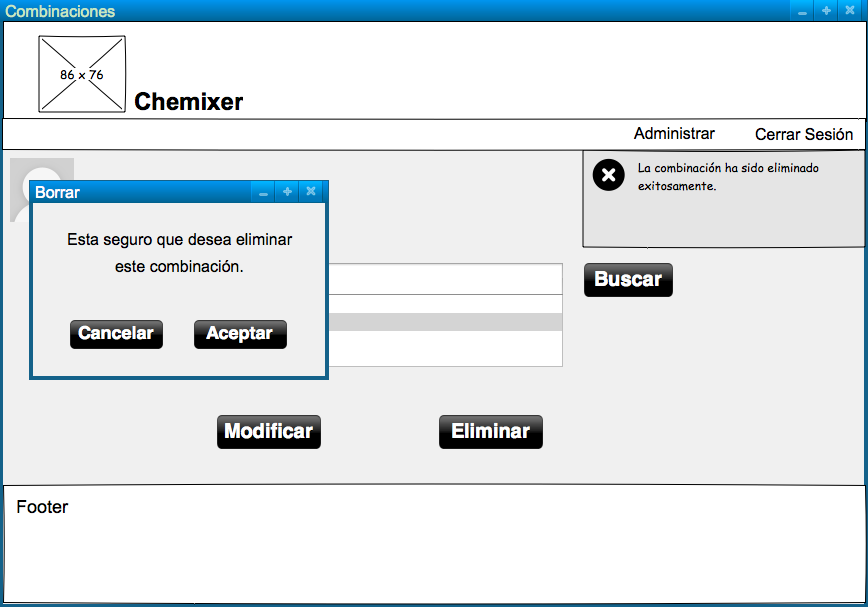 Combinaciones
86 x 76
Chemixer
Administrar
Cerrar Sesión
La combinación ha sido eliminado
exitosamente.
Borrar
Esta seguro que desea eliminar
este combinación.
Cancelar
Aceptar
Buscar
Modificar
Eliminar
Footer